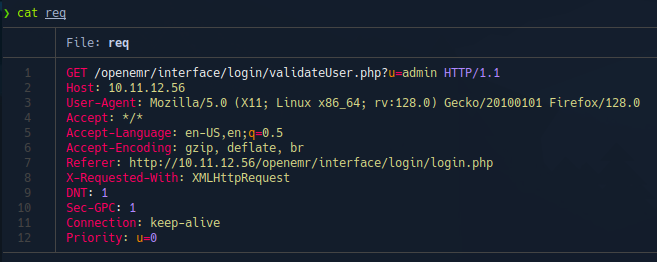 ❯ cat req
File: req
1 GET /openemr/interface/login/validateUser.php?u=admin HTTP/1.1
2 Host: 10.11.12.56
3 User-Agent: Mozilla/5.0 (X11; Linux x86_64; rv:128.0) Gecko/20100101 Firefox/128.0
4 Accept: */*
5 Accept-Language: en-US,en;q=0.5
6 Accept-Encoding: gzip, deflate, br
7 Referer: http://10.11.12.56/openemr/interface/login/login.php
8 X-Requested-With: XMLHttpRequest
9 DNT: 1
10 Sec-GPC: 1
11 Connection: keep-alive
12 Priority: u=0